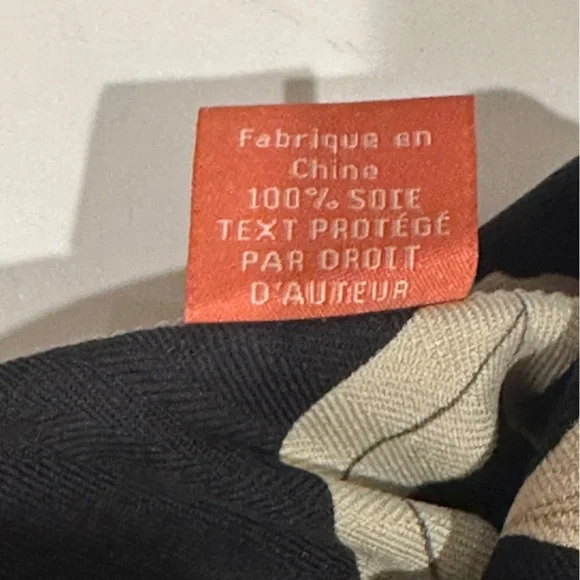 Fabrique en
Chine
100% SOIE
TEXT PROTÉGÉ
PAR DROIT
D'AUTEUR